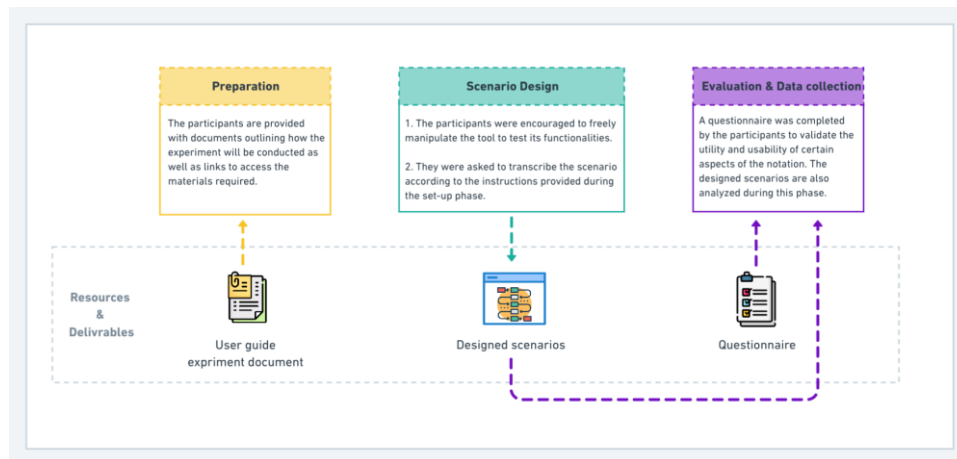 Preparation
The participants are provided
with documents outlining how the
experiment will be conducted as
well as links to access the
materials required.
Scenario Design
1. The participants were encouraged to freely
manipulate the tool to test its functionalities.
2. They were asked to transcribe the scenario
according to the instructions provided during
the set-up phase.
Evaluation & Data collection
A questionnaire was completed
by the participants to validate the
utility and usability of certain
aspects of the notation. The
designed scenarios are also
analyzed during this phase.
Resources
&
Delivrables
User guide
expriment document
Designed scenarios
Questionnaire